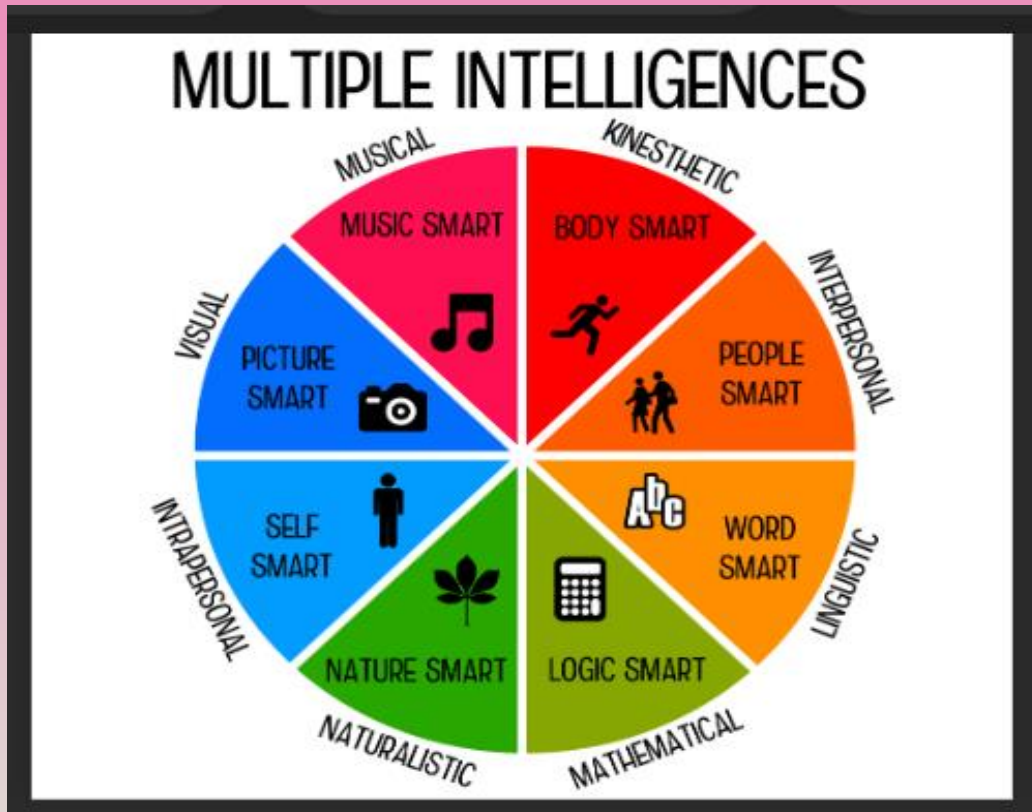 MULTIPLE INTELLIGENCES
MUSICAL
MUSIC SMART
KINESTHETIC
BODY SMART
INTERPERSONAL
PEOPLE
SMART
LINGUISTIC
AbC
WORD
SMART
MATHEMATICAL
LOGIC SMART
NATURALISTIC
NATURE SMART
INTRAPERSONAL
SELF
SMART
VISUAL
PICTURE
SMART